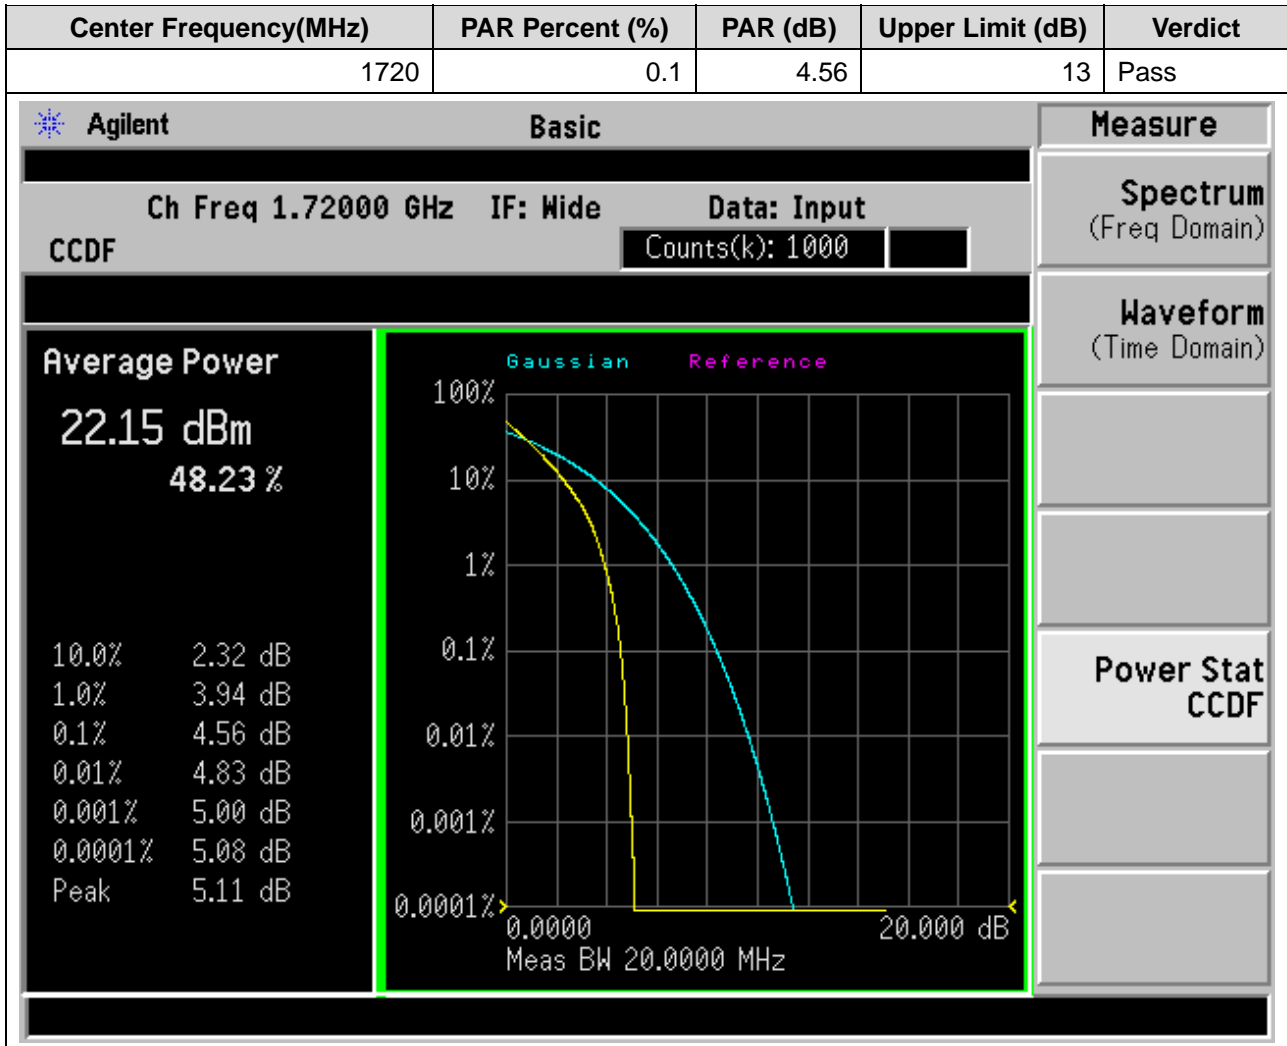 Center Frequency(MHz) PAR Percent (%) PAR (dB) Upper Limit (dB) Verdict
1720 0.1 4.56 13 Pass
Agilent Basic Measure
Ch Freq 1.72000 GHz IF: Wide Data: Input
CCDF Counts(k): 1000
Spectrum
(Freq Domain)
Waveform
(Time Domain)
Power Stat
CCDF
Average Power
22.15 dBm
48.23 %
10.0% 2.32 dB
1.0% 3.94 dB
0.1% 4.56 dB
0.01% 4.83 dB
0.001% 5.00 dB
0.0001% 5.08 dB
Peak 5.11 dB
Gaussian Reference
100%
10%
1%
0.1%
0.01%
0.001%
0.0001%
0.0000 20.000 dB
Meas BW 20.0000 MHz